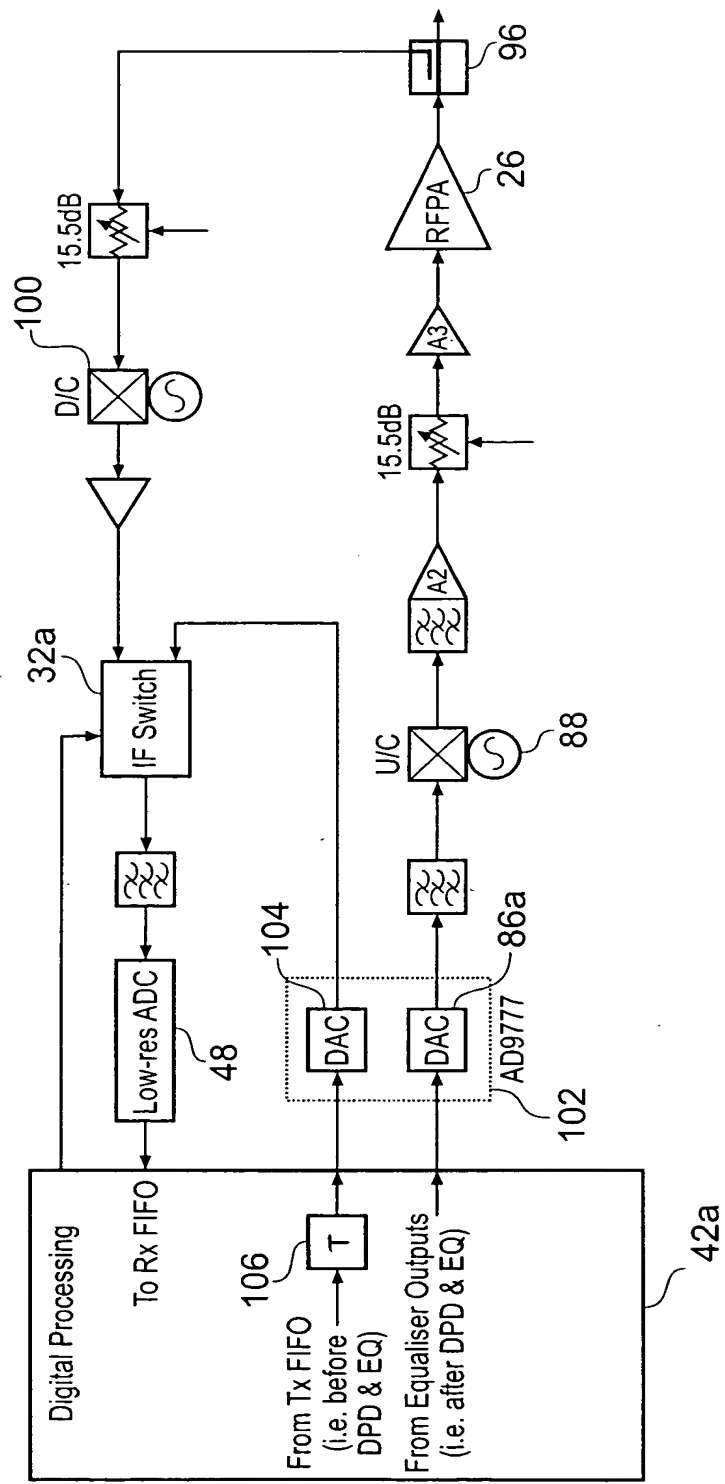 Digital Processing
To Rx FIFO
Low-res ADC
48
IF Switch
32a
D/C
100
15.5dB
From Tx FIFO
(i.e. before
DPD & EQ)
T
106
DAC
104
From Equaliser Outputs
(i.e. after DPD & EQ)
DAC
86a
AD9777
102
U/C
88
A2
15.5dB
A3
RFPA
26
96
42a